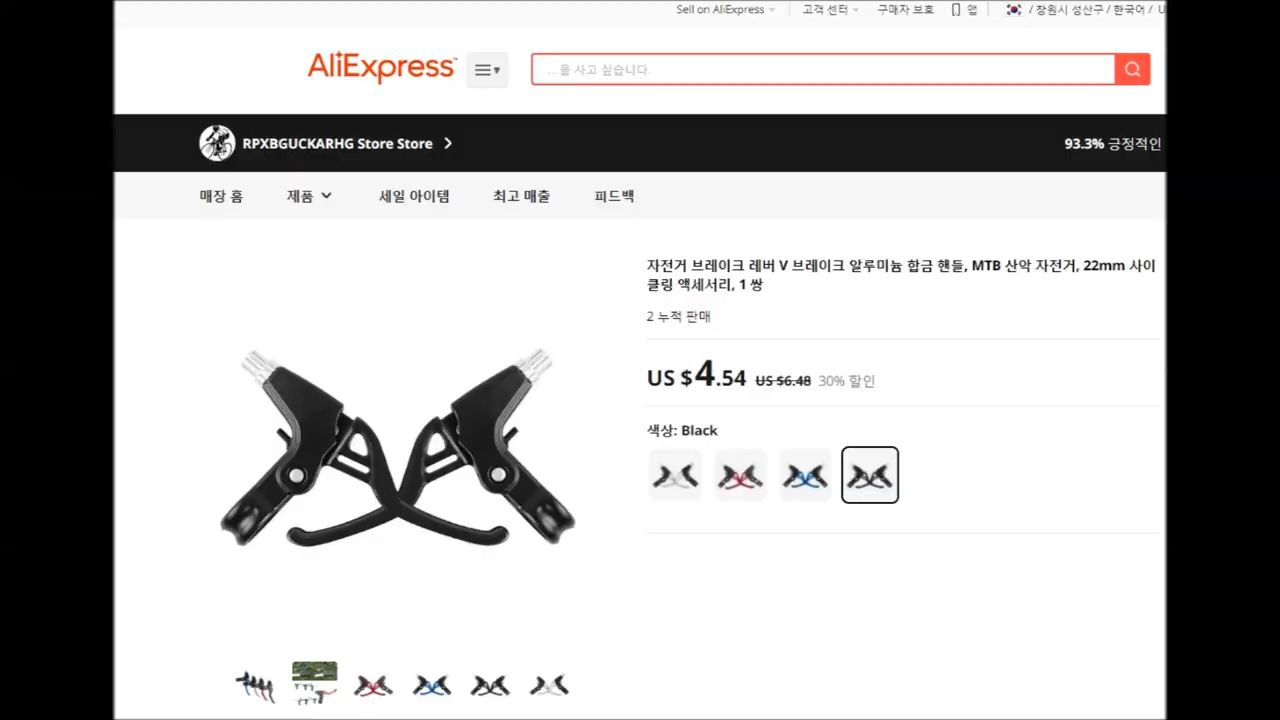 Sell on AliExpress
고객 센터
구매자 보호
앱
/ 창원시 성산구 / 한국어 / U
AliExpress
...을 사고 싶습니다.
RPXBGUCKARHG Store Store
93.3% 긍정적인
매장 홈
제품
세일 아이템
최고 매출
피드백
자전거 브레이크 레버 V 브레이크 알루미늄 합금 핸들, MTB 산악 자전거, 22mm 사이
클링 액세서리, 1 쌍
2 누적 판매
US $4.54 US $6.48 30% 할인
색상: Black